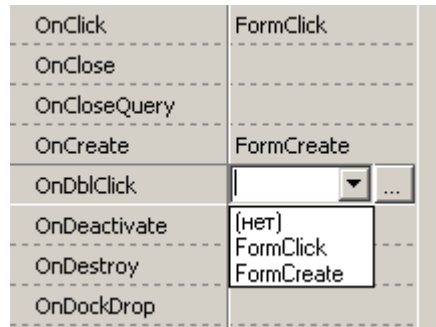 OnClick FormClick
OnClose
OnCloseQuery
OnCreate FormCreate
OnDblClick ...
OnDeactivate (нет)
FormClick
OnDestroy FormCreate
OnDockDrop